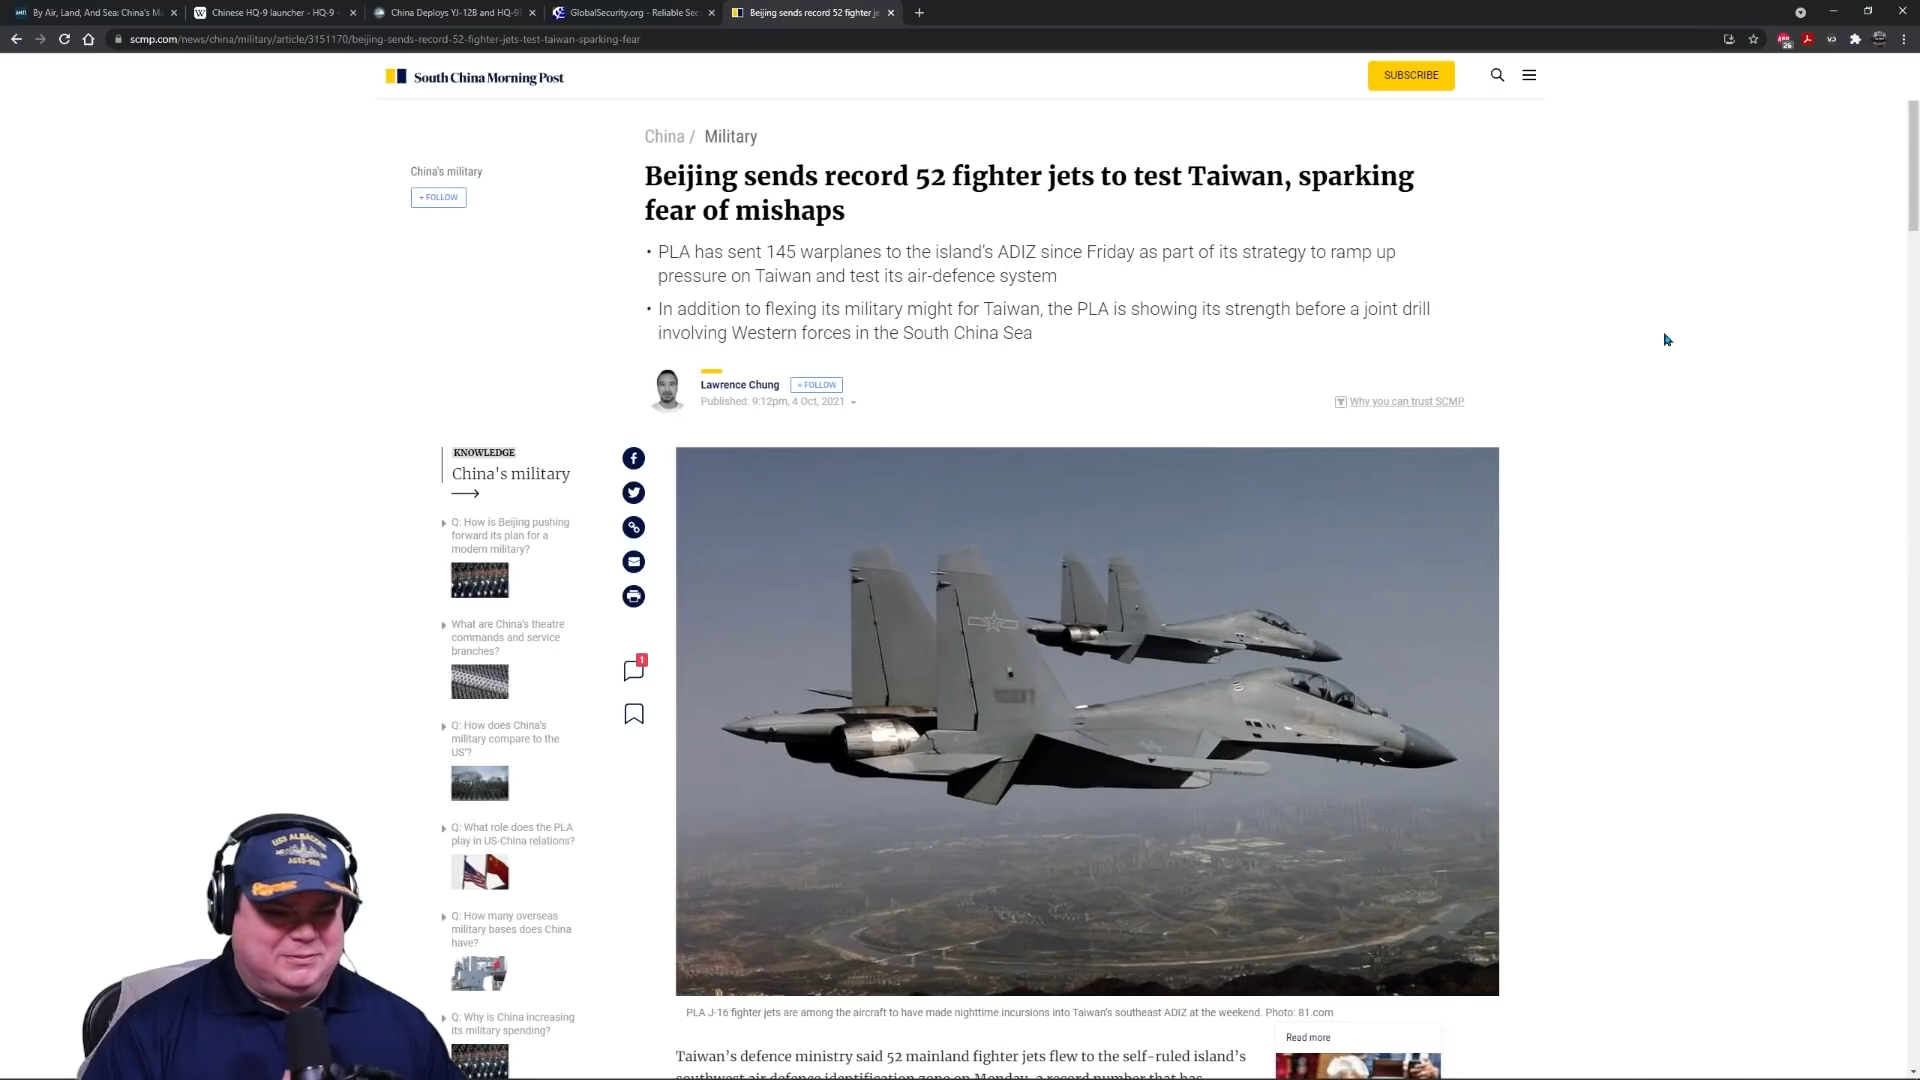 By Air, Land, And Sea: China's Ma
Chinese HQ-9 launcher - HQ-9 -
China Deploys YJ-12B and HQ-9B
GlobalSecurity.org - Reliable Sec
Beijing sends record 52 fighter je
scmp.com/news/china/military/article/3151170/beijing-sends-record-52-fighter-jets-test-taiwan-sparking-fear
26
South China Morning Post
SUBSCRIBE
China / Military
China's military
+ FOLLOW
Beijing sends record 52 fighter jets to test Taiwan, sparking
fear of mishaps
• PLA has sent 145 warplanes to the island's ADIZ since Friday as part of its strategy to ramp up
pressure on Taiwan and test its air-defence system
• In addition to flexing its military might for Taiwan, the PLA is showing its strength before a joint drill
involving Western forces in the South China Sea
Lawrence Chung + FOLLOW
Published: 9:12pm, 4 Oct, 2021
Why you can trust SCMP
KNOWLEDGE
China's military
Q: How is Beijing pushing
forward its plan for a
modern military?
What are China's theatre
commands and service
branches?
Q: How does China's
military compare to the
US'?
Q: What role does the PLA
play in US-China relations?
Q: How many overseas
military bases does China
have?
Q: Why is China increasing
its military spending?
1
USS ALBACORE
AGSS-569
PLA J-16 fighter jets are among the aircraft to have made nighttime incursions into Taiwan's southeast ADIZ at the weekend. Photo: 81.com
Read more
Taiwan's defence ministry said 52 mainland fighter jets flew to the self-ruled island's
southwest air defence identification zone on Monday, a record number that has